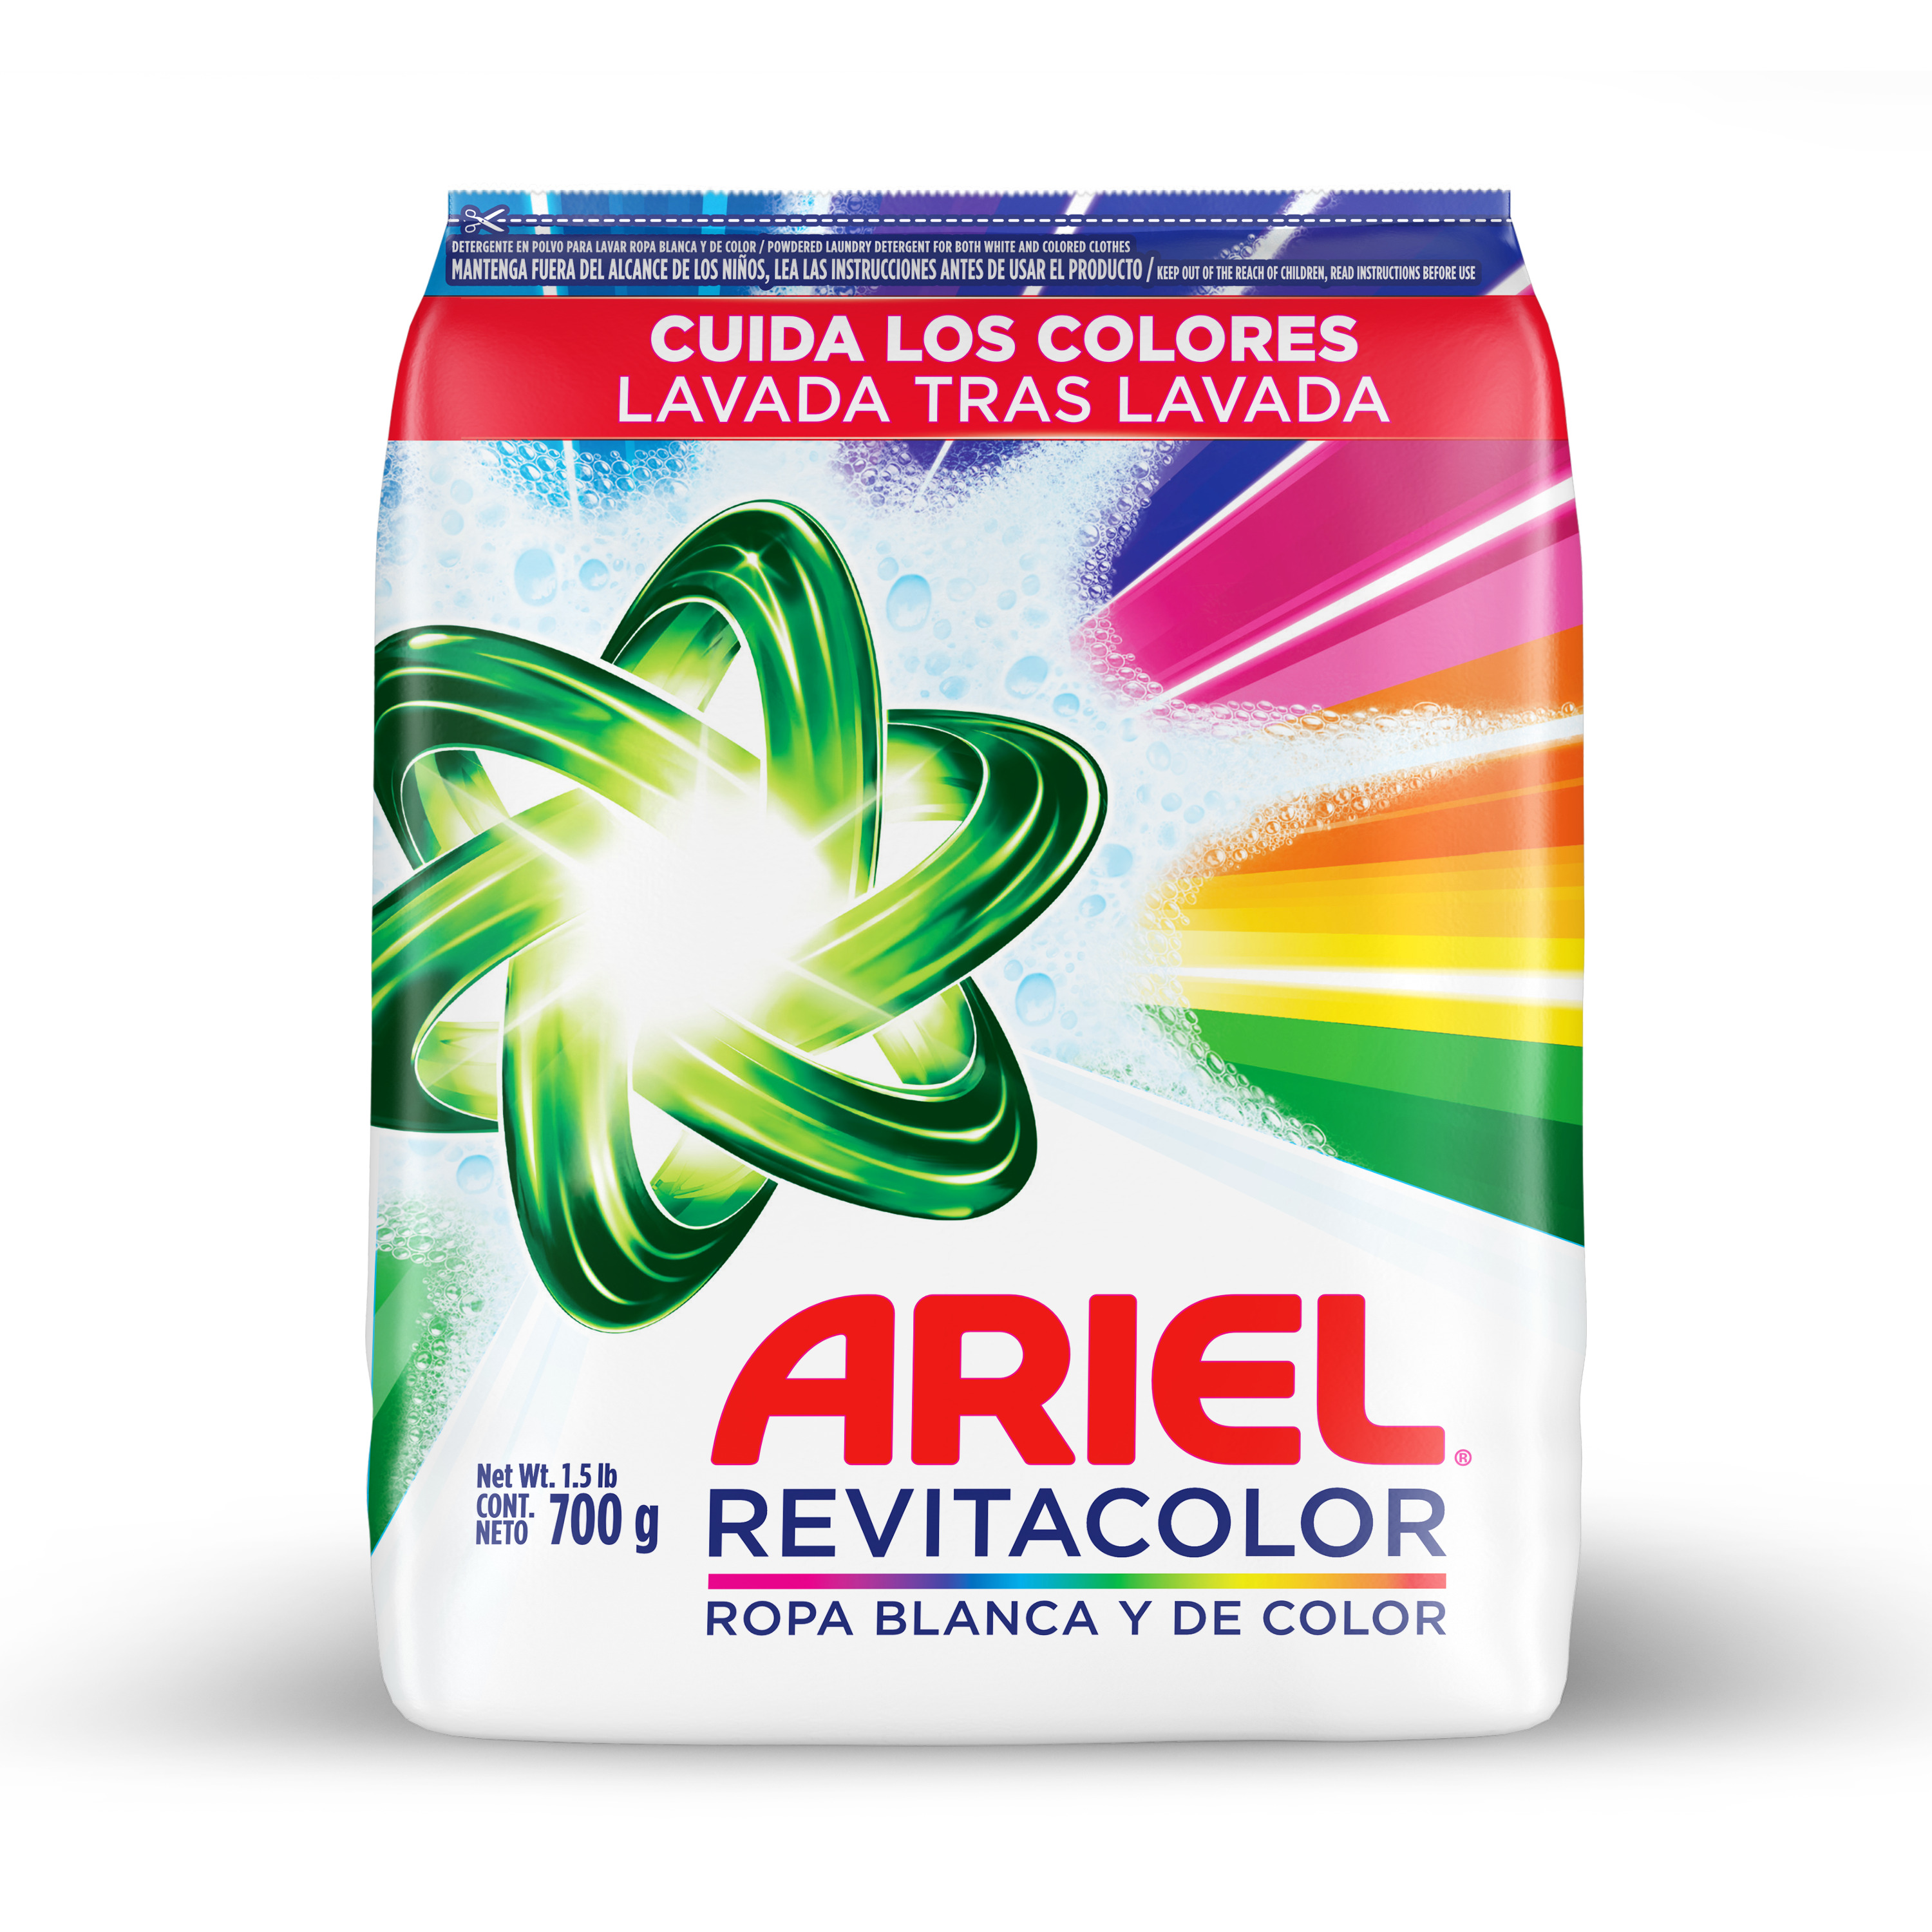 DETERGENTE EN POLVO PARA LAVAR ROPA BLANCA Y DE COLOR / POWDERED LAUNDRY DETERGENT FOR BOTH WHITE AND COLORED CLOTHES
MANTENGA FUERA DEL ALCANCE DE LOS NIÑOS, LEA LAS INSTRUCCIONES ANTES DE USAR EL PRODUCTO / KEEP OUT OF THE REACH OF CHILDREN, READ INSTRUCTIONS BEFORE USE
CUIDA LOS COLORES
LAVADA TRAS LAVADA
ARIEL®
REVITACOLOR
ROPA BLANCA Y DE COLOR
Net Wt. 1.5 lb
CONT. NETO 700 g